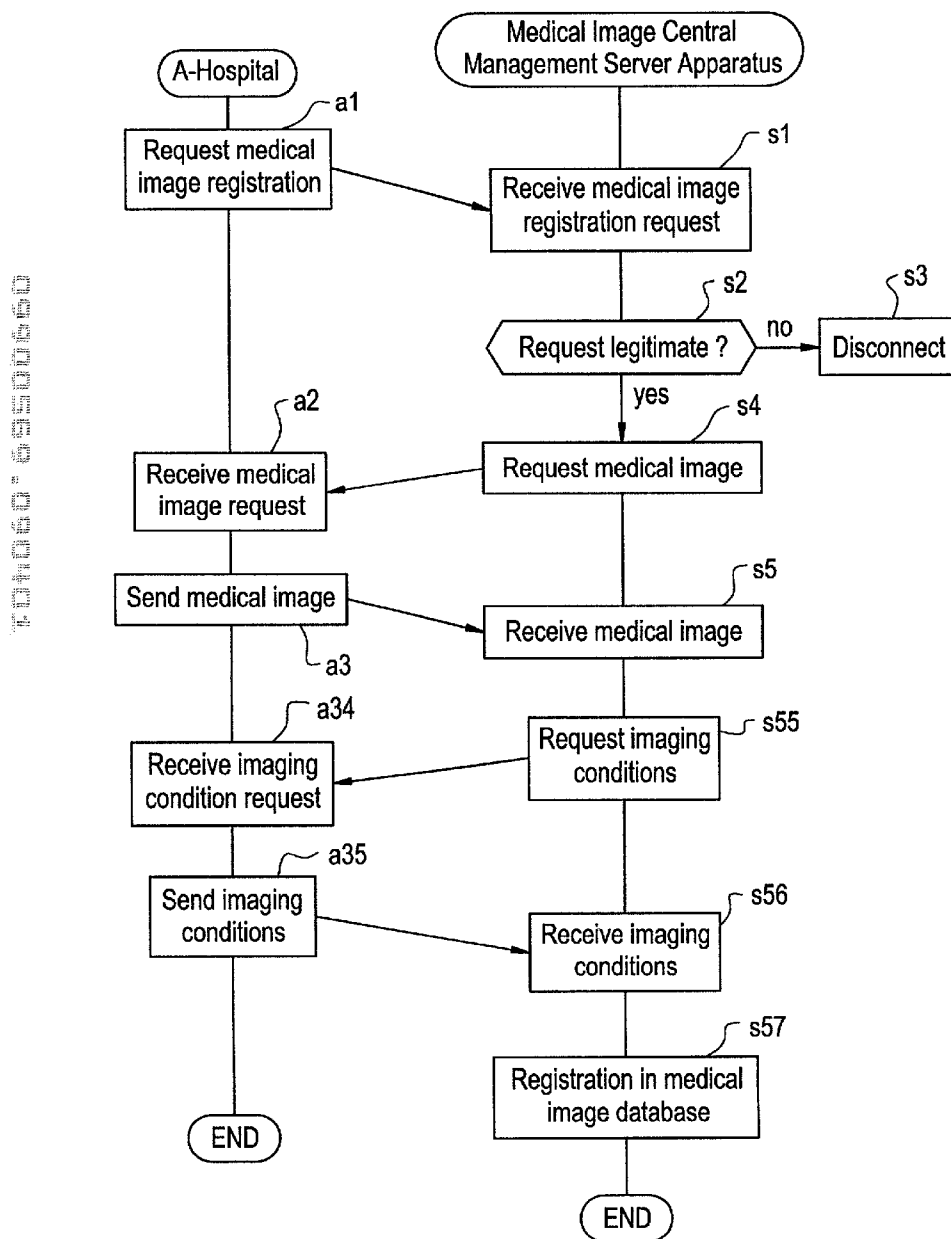 Medical Image Central
Management Server Apparatus
A-Hospital
a1
Request medical
image registration
s1
Receive medical image
registration request
s2
Request legitimate ?
no
s3
Disconnect
yes
a2
Receive medical
image request
s4
Request medical image
Send medical image
a3
s5
Receive medical image
a34
Receive imaging
condition request
s55
Request imaging
conditions
a35
Send imaging
conditions
s56
Receive imaging
conditions
s57
Registration in medical
image database
END
END